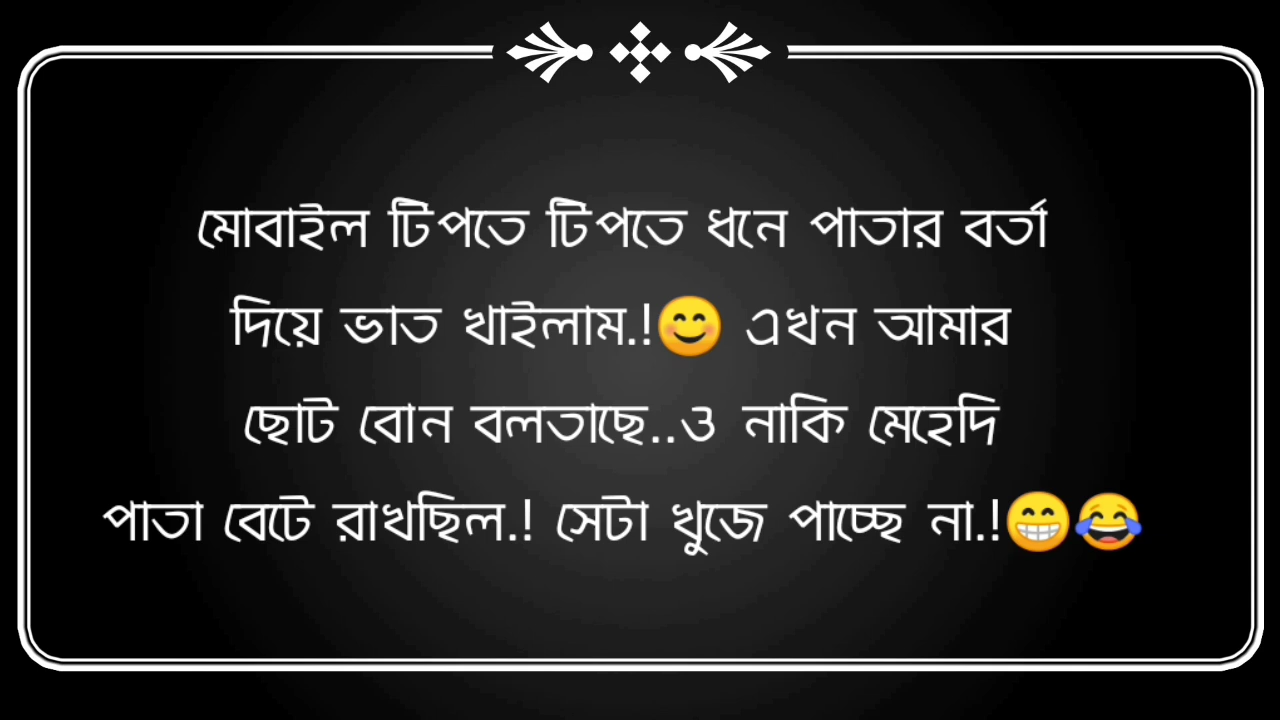 মোবাইল টিপতে টিপতে ধনে পাতার বর্তা
দিয়ে ভাত খাইলাম.!😊 এখন আমার
ছোট বোন বলতাছে..ও নাকি মেহেদি
পাতা বেটে রাখছিল.! সেটা খুজে পাচ্ছে না.!😁😂